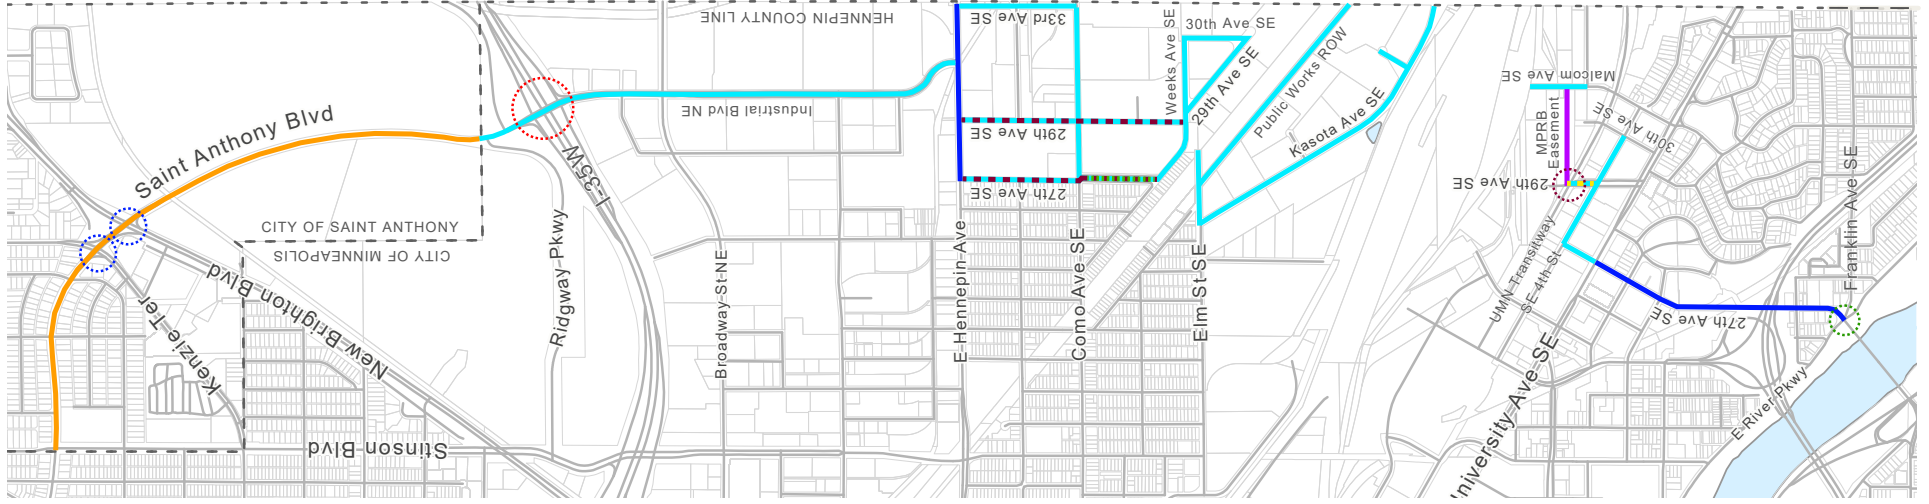 HENNEPIN COUNTY LINE
33rd Ave SE
Weeks Ave SE
30th Ave SE
29th Ave SE
Public Works ROW
Kasota Ave SE
Malcom Ave SE
MPRB
Easement
30th Ave SE
29th Ave SE
Franklin Ave SE
Saint Anthony Blvd
Industrial Blvd NE
29th Ave SE
27th Ave SE
I-35W
CITY OF SAINT ANTHONY
CITY OF MINNEAPOLIS
New Brighton Blvd
Kenzie Ter
Ridgway Pkwy
Broadway St NE
E Hennepin Ave
Como Ave SE
Elm St SE
UMN Transitway
SE 4th St
27th Ave SE
University Ave SE
E River Pkwy
Stinson Blvd